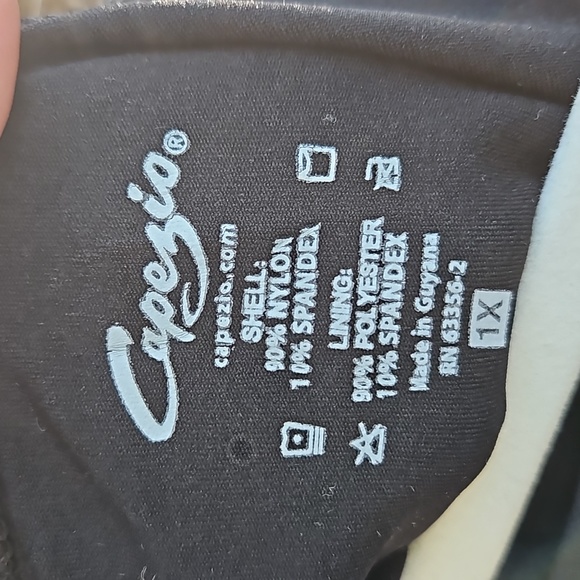 Capezio®
capezio.com
SHELL:
90% NYLON
10% SPANDEX
LINING:
90% POLYESTER
10% SPANDEX
Made in Guyana
RN 63356-2
1X